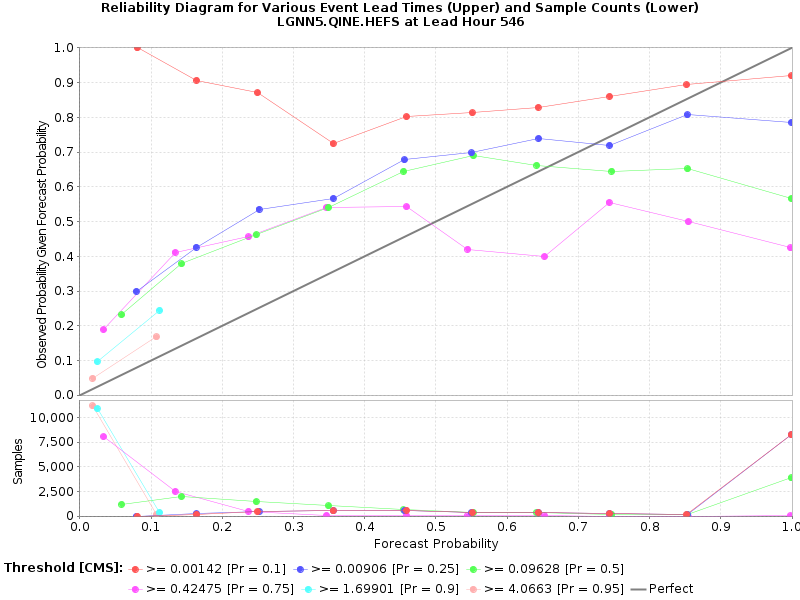 Reliability Diagram for Various Event Lead Times (Upper) and Sample Counts (Lower)
LGNN5.QINE.HEFS at Lead Hour 546
Observed Probability Given Forecast Probability
1.0
0.9
0.8
0.7
0.6
0.5
0.4
0.3
0.2
0.1
0.0
Samples
10,000
7,500
5,000
2,500
0
0.0 0.1 0.2 0.3 0.4 0.5 0.6 0.7 0.8 0.9 1.0
Forecast Probability
Threshold [CMS]: >= 0.00142 [Pr = 0.1] >= 0.00906 [Pr = 0.25] >= 0.09628 [Pr = 0.5]
>= 0.42475 [Pr = 0.75] >= 1.69901 [Pr = 0.9] >= 4.0663 [Pr = 0.95] Perfect